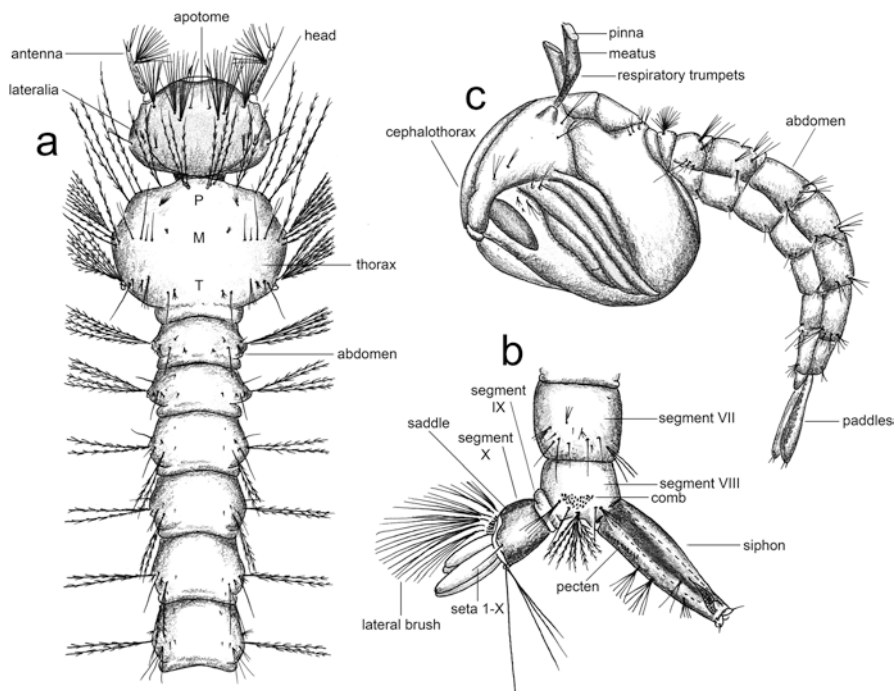 apotome
antenna
head
lateralia
a
P
M
thorax
T
abdomen
pinna
meatus
respiratory trumpets
c
cephalothorax
abdomen
paddles
b
segment
IX
saddle
segment
X
segment VII
segment VIII
comb
siphon
pecten
seta 1-X
lateral brush